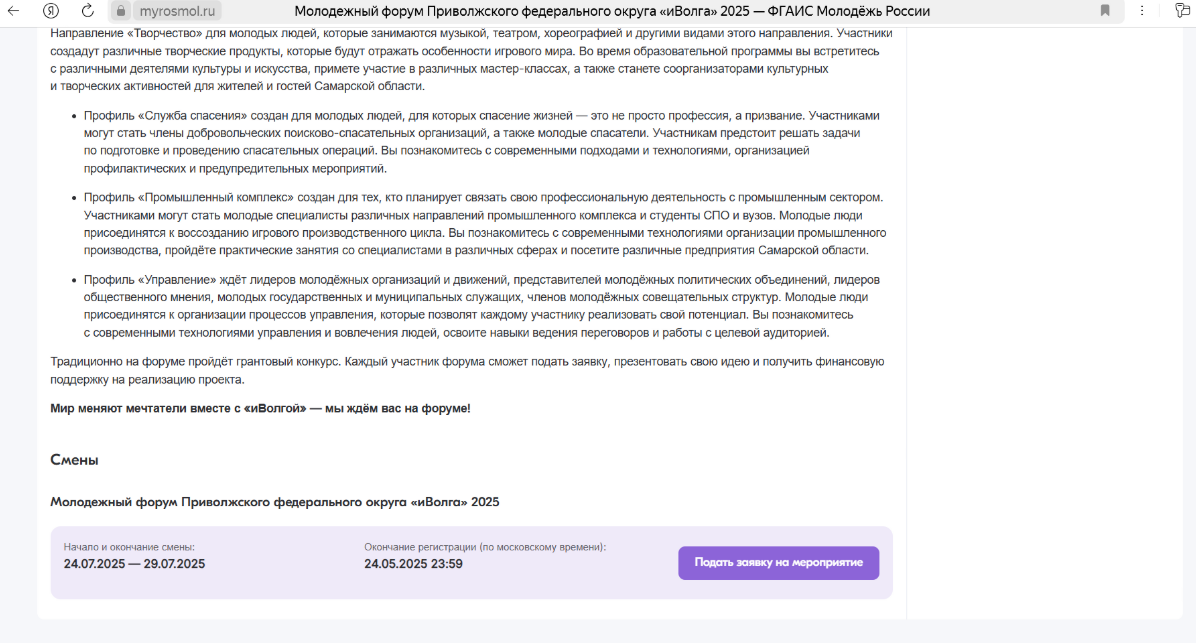 myrosmol.ru
Молодежный форум Приволжского федерального округа «иВолга» 2025 — ФГАИС Молодёжь России
Направление «Творчество» для молодых людей, которые занимаются музыкой, театром, хореографией и другими видами этого направления. Участники
создадут различные творческие продукты, которые будут отражать особенности игрового мира. Во время образовательной программы вы встретитесь
с различными деятелями культуры и искусства, примете участие в различных мастер-классах, а также станете соорганизаторами культурных
и творческих активностей для жителей и гостей Самарской области.
• Профиль «Служба спасения» создан для молодых людей, для которых спасение жизней — это не просто профессия, а призвание. Участниками
могут стать члены добровольческих поисково-спасательных организаций, а также молодые спасатели. Участникам предстоит решать задачи
по подготовке и проведению спасательных операций. Вы познакомитесь с современными подходами и технологиями, организацией
профилактических и предупредительных мероприятий.
• Профиль «Промышленный комплекс» создан для тех, кто планирует связать свою профессиональную деятельность с промышленным сектором.
Участниками могут стать молодые специалисты различных направлений промышленного комплекса и студенты СПО и вузов. Молодые люди
присоединятся к воссозданию игрового производственного цикла. Вы познакомитесь с современными технологиями организации промышленного
производства, пройдёте практические занятия со специалистами в различных сферах и посетите различные предприятия Самарской области.
• Профиль «Управление» ждёт лидеров молодёжных организаций и движений, представителей молодёжных политических объединений, лидеров
общественного мнения, молодых государственных и муниципальных служащих, членов молодёжных совещательных структур. Молодые люди
присоединятся к организации процессов управления, которые позволят каждому участнику реализовать свой потенциал. Вы познакомитесь
с современными технологиями управления и вовлечения людей, освоите навыки ведения переговоров и работы с целевой аудиторией.
Традиционно на форуме пройдёт грантовый конкурс. Каждый участник форума сможет подать заявку, презентовать свою идею и получить финансовую
поддержку на реализацию проекта.
Мир меняют мечтатели вместе с «иВолгой» — мы ждём вас на форуме!
Смены
Молодежный форум Приволжского федерального округа «иВолга» 2025
Начало и окончание смены:
24.07.2025 — 29.07.2025
Окончание регистрации (по московскому времени):
24.05.2025 23:59
Подать заявку на мероприятие